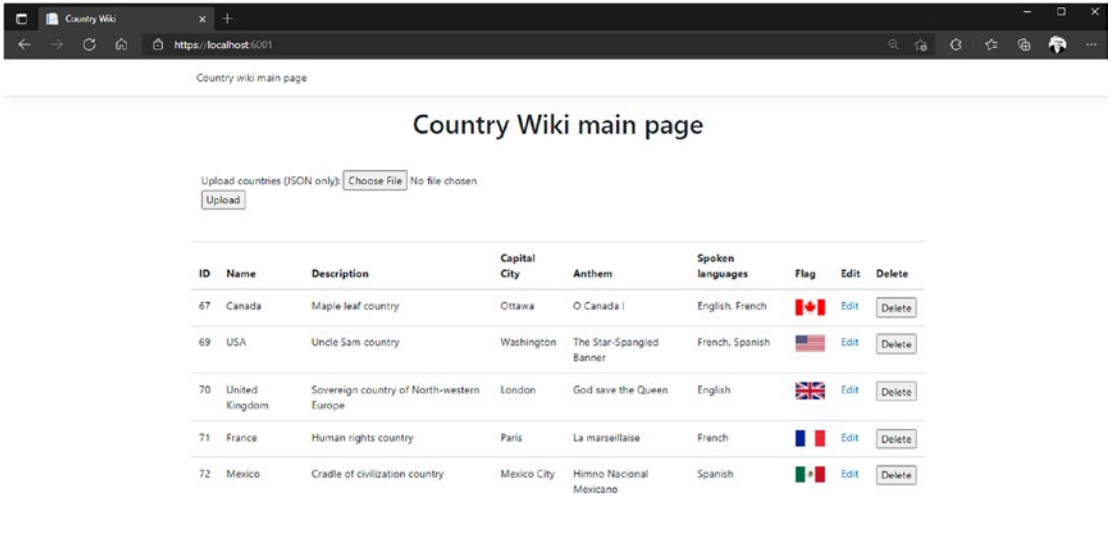 Country Wiki
https://localhost:6001
Country wiki main page
Country Wiki main page
Upload countries (JSON only): Choose File No file chosen
Upload
ID Name Description Capital City Anthem Spoken languages Flag Edit Delete
67 Canada Maple leaf country Ottawa O Canada ! English, French Edit Delete
69 USA Uncle Sam country Washington The Star-Spangled Banner French, Spanish Edit Delete
70 United Kingdom Sovereign country of North-western Europe London God save the Queen English Edit Delete
71 France Human rights country Paris La marseillaise French Edit Delete
72 Mexico Cradle of civilization country Mexico City Himno Nacional Mexicano Spanish Edit Delete